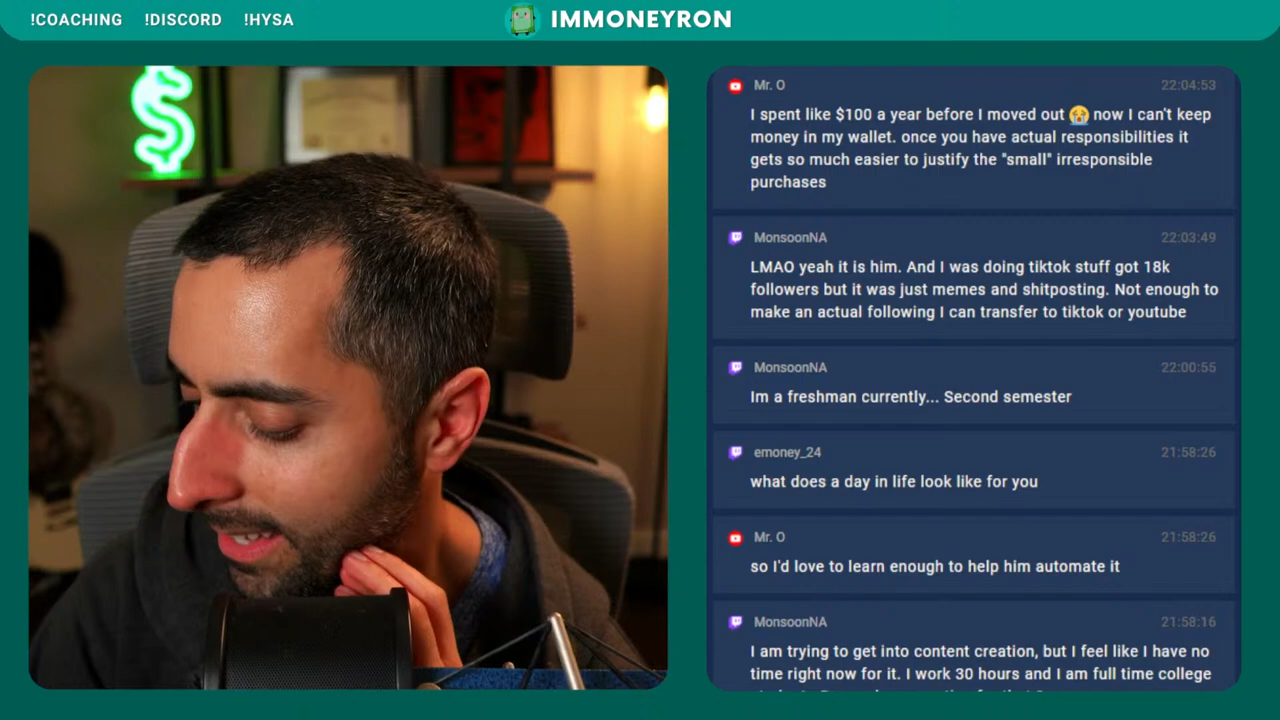 !COACHING !DISCORD !HYSA
IMMONEYRON
Mr. O 22:04:53
I spent like $100 a year before I moved out 😭 now I can't keep
money in my wallet. once you have actual responsibilities it
gets so much easier to justify the "small" irresponsible
purchases
MonsoonNA 22:03:49
LMAO yeah it is him. And I was doing tiktok stuff got 18k
followers but it was just memes and shitposting. Not enough to
make an actual following I can transfer to tiktok or youtube
MonsoonNA 22:00:55
Im a freshman currently... Second semester
emoney_24 21:58:26
what does a day in life look like for you
Mr. O 21:58:26
so I'd love to learn enough to help him automate it
MonsoonNA 21:58:16
I am trying to get into content creation, but I feel like I have no
time right now for it. I work 30 hours and I am full time college